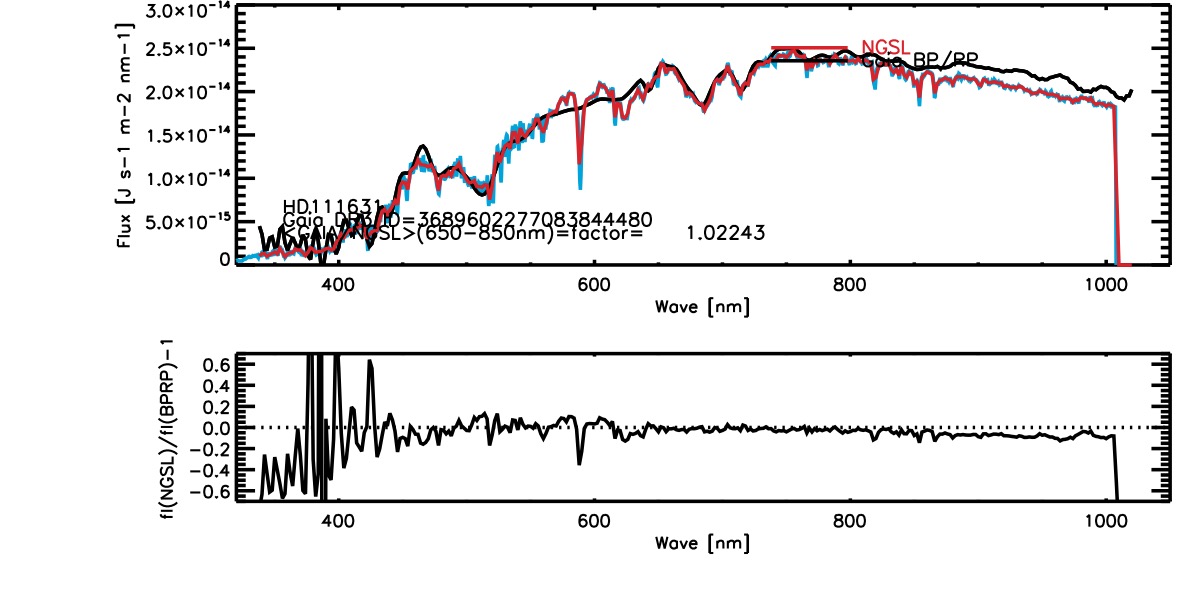 3.0×10⁻¹⁴
2.5×10⁻¹⁴
2.0×10⁻¹⁴
1.5×10⁻¹⁴
1.0×10⁻¹⁴
5.0×10⁻¹⁵
0
Flux [J s−1 m−2 nm−1]
NGSL
Gaia BP/RP
HD111631
Gaia DR3 ID=3689602277083844480
<GAIA/NGSL>(650−850nm)=factor= 1.02243
400 600 800 1000
Wave [nm]
0.6
0.4
0.2
0.0
−0.2
−0.4
−0.6
fl(NGSL)/fl(BPRP)−1
400 600 800 1000
Wave [nm]